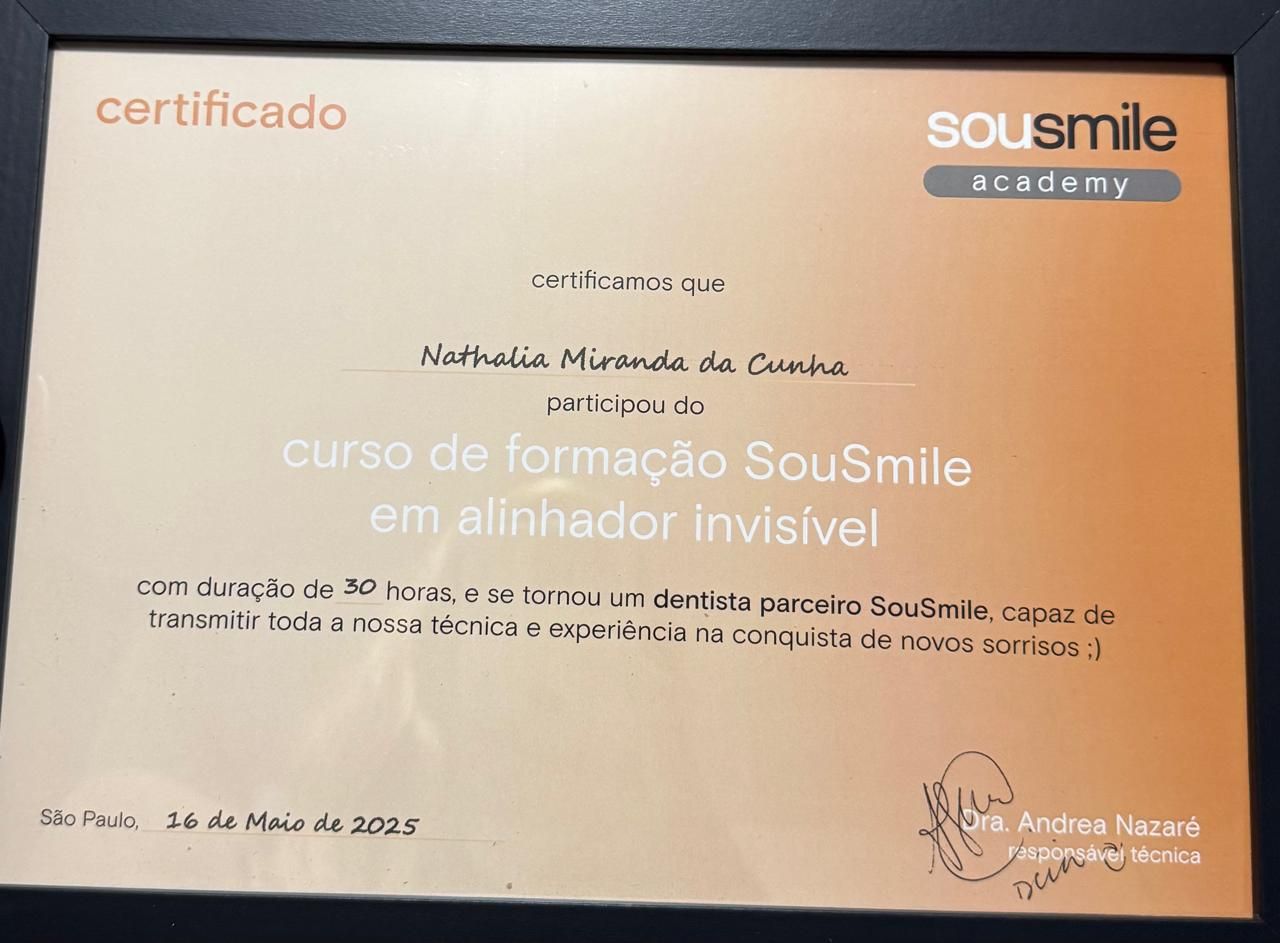 certificado
sousmile
academy
certificamos que
Nathalia Miranda da Cunha
participou do
curso de formação SouSmile
em alinhador invisível
com duração de 30 horas, e se tornou um dentista parceiro SouSmile, capaz de
transmitir toda a nossa técnica e experiência na conquista de novos sorrisos ;)
São Paulo, 16 de Maio de 2025
Dra. Andrea Nazaré
responsável técnica